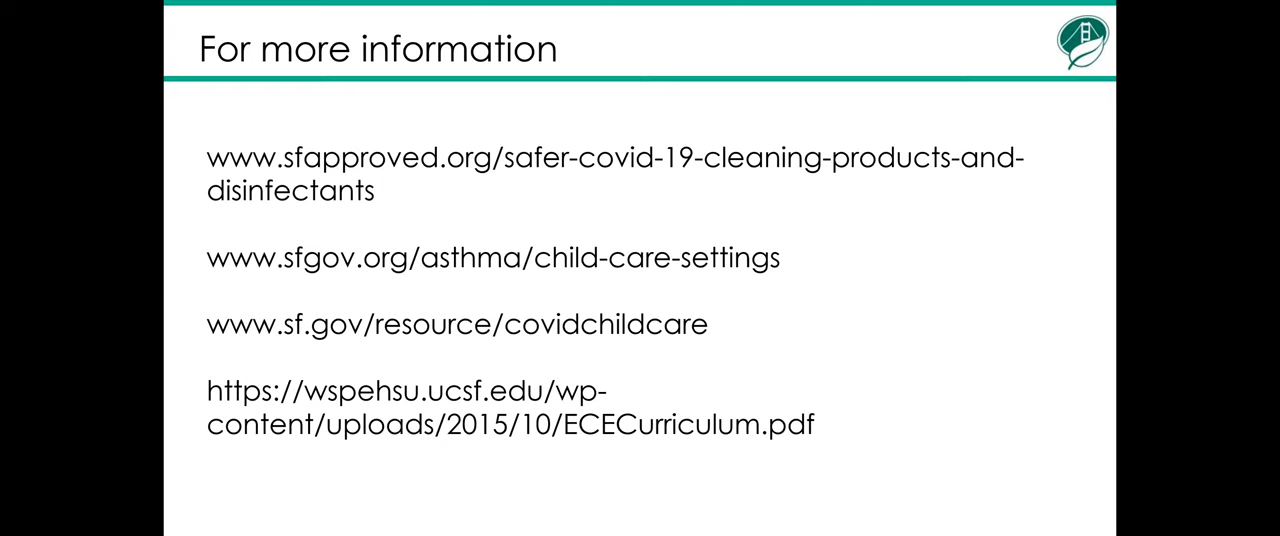 For more information
www.sfapproved.org/safer-covid-19-cleaning-products-and-
disinfectants
www.sfgov.org/asthma/child-care-settings
www.sf.gov/resource/covidchildcare
https://wspehsu.ucsf.edu/wp-
content/uploads/2015/10/ECECurriculum.pdf